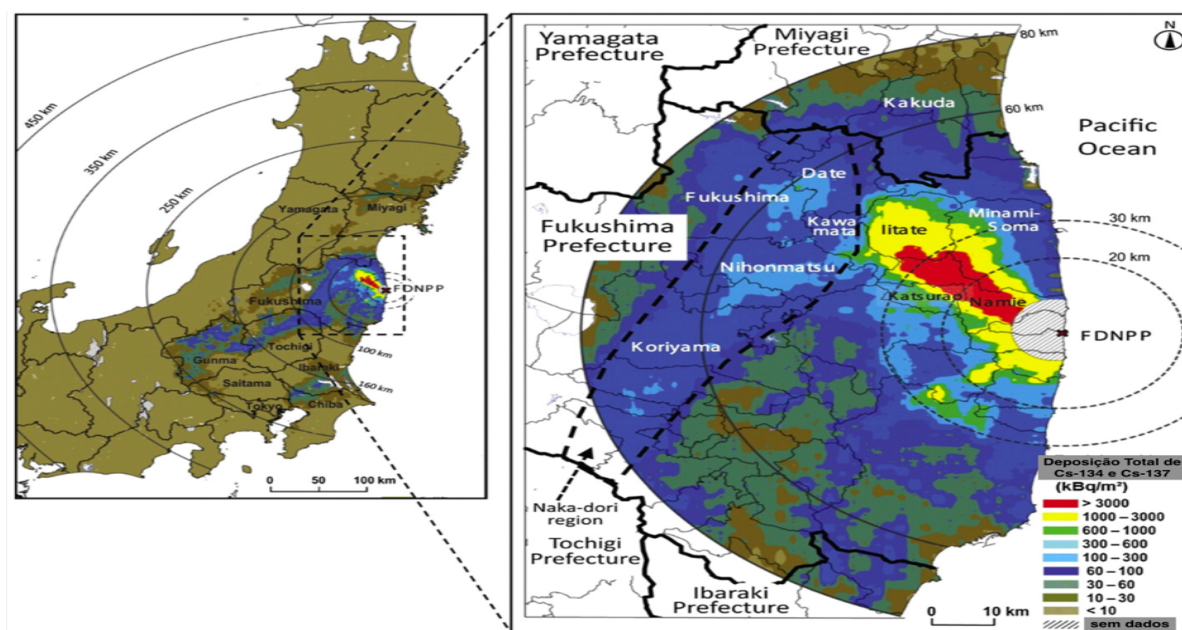 450 km
350 km
250 km
Yamagata
Miyagi
Fukushima
FDNPP
Tochigi
Gunma
Ibaraki
100 km
Saitama
160 km
Tokyo
Chiba
0 50 100 km
Yamagata
Prefecture
Miyagi
Prefecture
80 km
N
Kakuda
60 km
Pacific
Ocean
Date
Fukushima
Kawa
mata
Iitate
Minami-
Soma
30 km
Fukushima
Prefecture
20 km
Nihonmatsu
Katsurao
Namie
FDNPP
Koriyama
Naka-dori
region
Tochigi
Prefecture
Ibaraki
Prefecture
0 10 km
Deposição Total de
Cs-134 e Cs-137
(kBq/m²)
> 3000
1000 – 3000
600 – 1000
300 – 600
100 – 300
60 – 100
30 – 60
10 – 30
< 10
sem dados